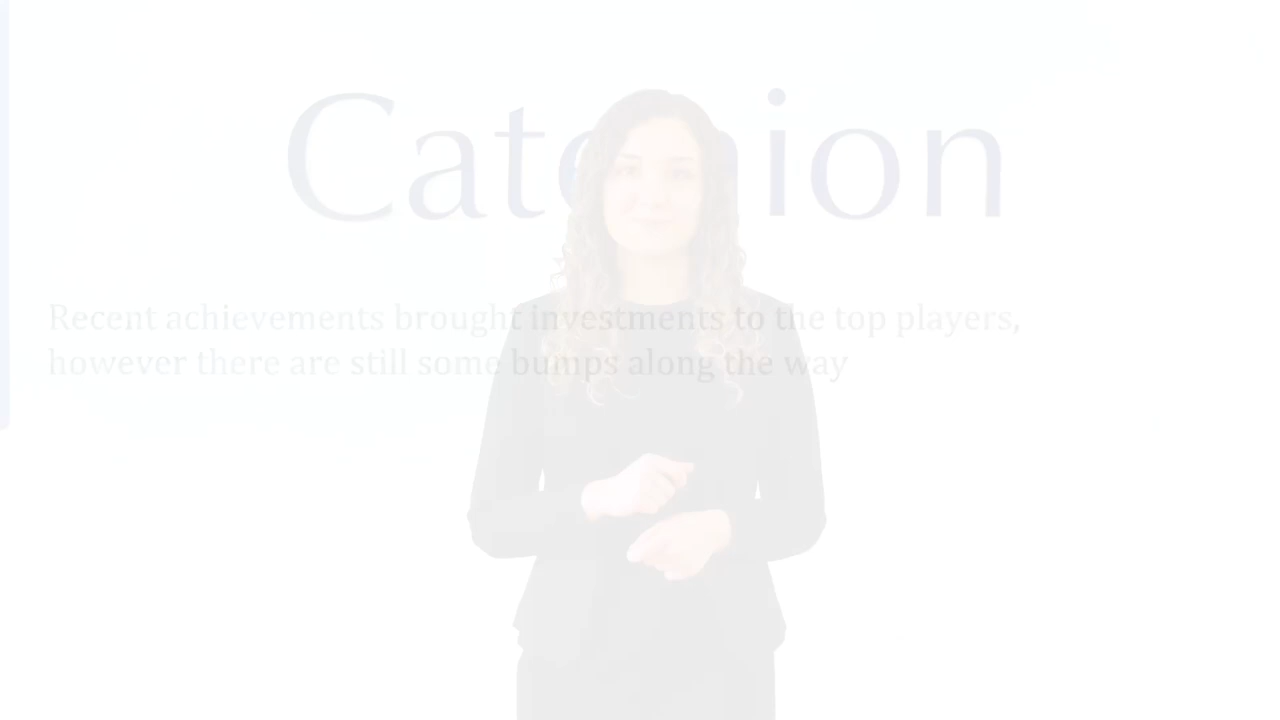 Catenion
Recent achievements brought investments to the top players,
however there are still some bumps along the way